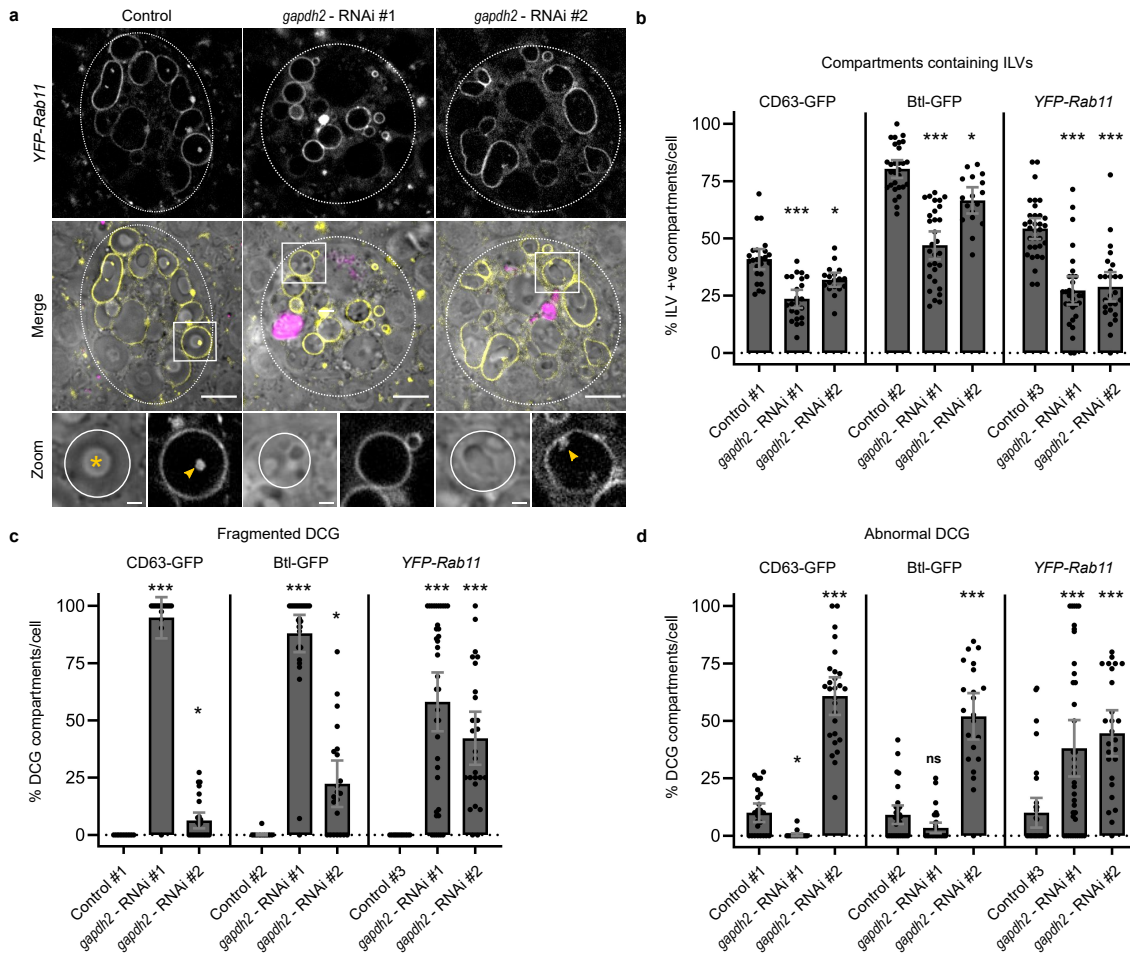 a
Control
gapdh2 - RNAi #1
gapdh2 - RNAi #2
YFP-Rab11
Merge
Zoom
*
b
Compartments containing ILVs
CD63-GFP
Btl-GFP
YFP-Rab11
% ILV +ve compartments/cell
100
75
50
25
0
*** * *** * *** ***
Control #1
gapdh2 - RNAi #1
gapdh2 - RNAi #2
Control #2
gapdh2 - RNAi #1
gapdh2 - RNAi #2
Control #3
gapdh2 - RNAi #1
gapdh2 - RNAi #2
c
Fragmented DCG
CD63-GFP
Btl-GFP
YFP-Rab11
% DCG compartments/cell
100
75
50
25
0
*** * *** * *** ***
Control #1
gapdh2 - RNAi #1
gapdh2 - RNAi #2
Control #2
gapdh2 - RNAi #1
gapdh2 - RNAi #2
Control #3
gapdh2 - RNAi #1
gapdh2 - RNAi #2
d
Abnormal DCG
CD63-GFP
Btl-GFP
YFP-Rab11
% DCG compartments/cell
100
75
50
25
0
* *** ns *** *** ***
Control #1
gapdh2 - RNAi #1
gapdh2 - RNAi #2
Control #2
gapdh2 - RNAi #1
gapdh2 - RNAi #2
Control #3
gapdh2 - RNAi #1
gapdh2 - RNAi #2